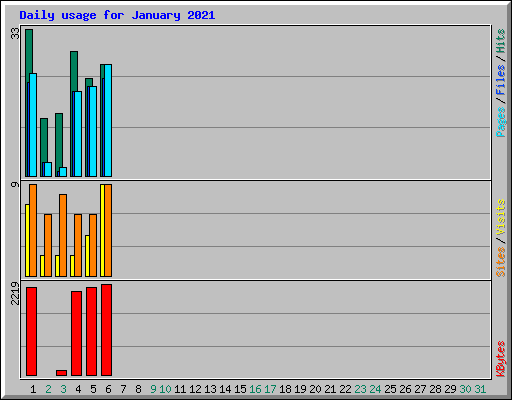 Daily usage for January 2021
33
Pages / Files / Hits
9
Sites / Visits
2219
KBytes
1 2 3 4 5 6 7 8 9 10 11 12 13 14 15 16 17 18 19 20 21 22 23 24 25 26 27 28 29 30 31